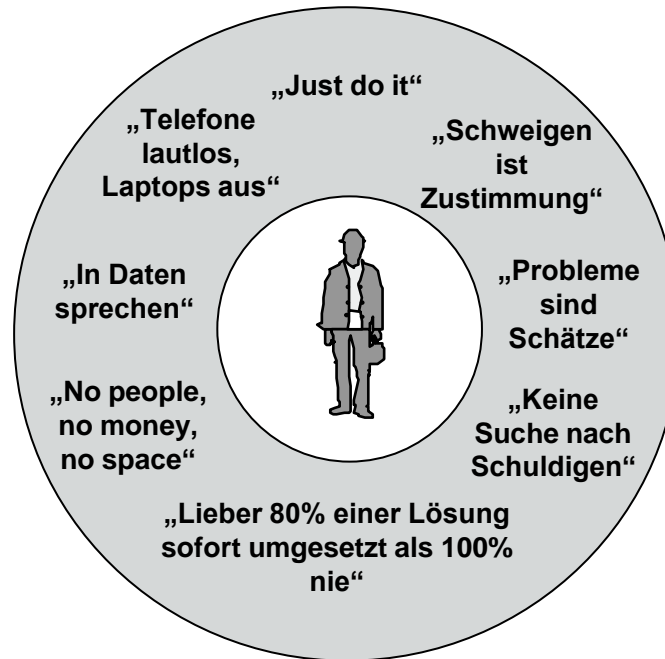 „Just do it“
„Telefone
lautlos,
Laptops aus“
„Schweigen
ist
Zustimmung“
„In Daten
sprechen“
„Probleme
sind
Schätze“
„No people,
no money,
no space“
„Keine
Suche nach
Schuldigen“
„Lieber 80% einer Lösung
sofort umgesetzt als 100%
nie“